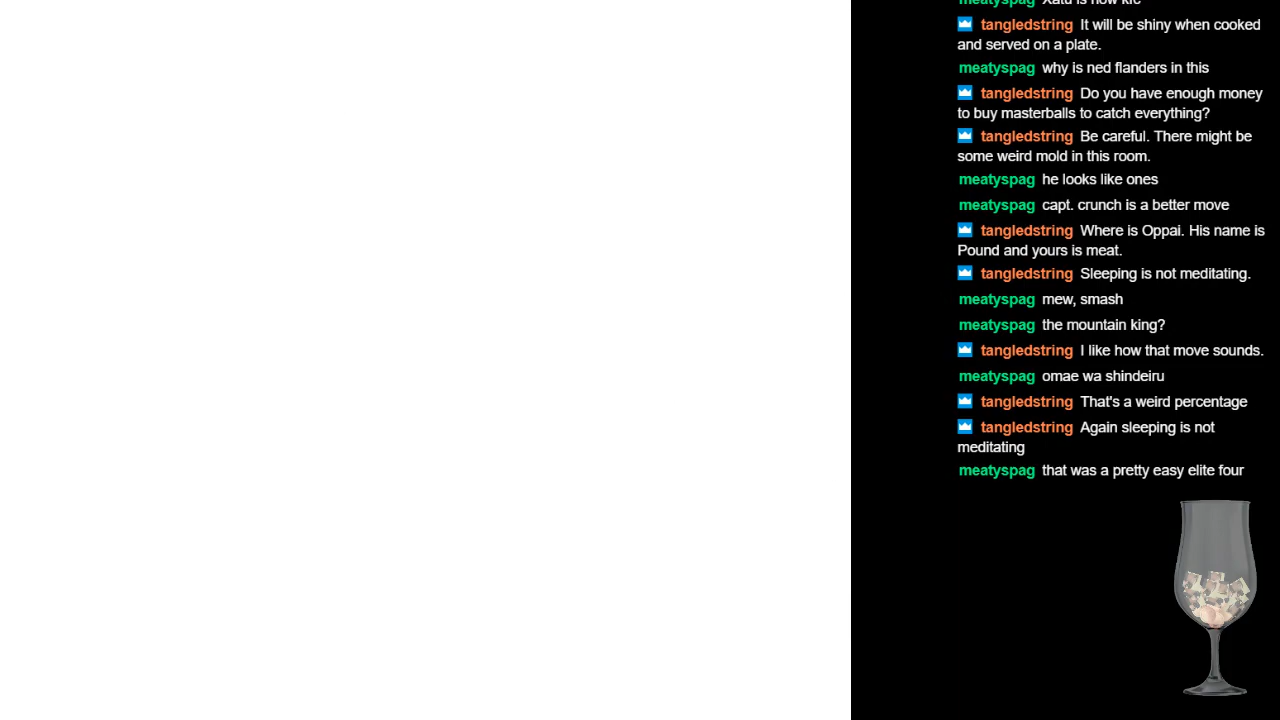 meatyspag Xatu is now kfc
tangledstring It will be shiny when cooked
and served on a plate.
meatyspag why is ned flanders in this
tangledstring Do you have enough money
to buy masterballs to catch everything?
tangledstring Be careful. There might be
some weird mold in this room.
meatyspag he looks like ones
meatyspag capt. crunch is a better move
tangledstring Where is Oppai. His name is
Pound and yours is meat.
tangledstring Sleeping is not meditating.
meatyspag mew, smash
meatyspag the mountain king?
tangledstring I like how that move sounds.
meatyspag omae wa shindeiru
tangledstring That's a weird percentage
tangledstring Again sleeping is not
meditating
meatyspag that was a pretty easy elite four